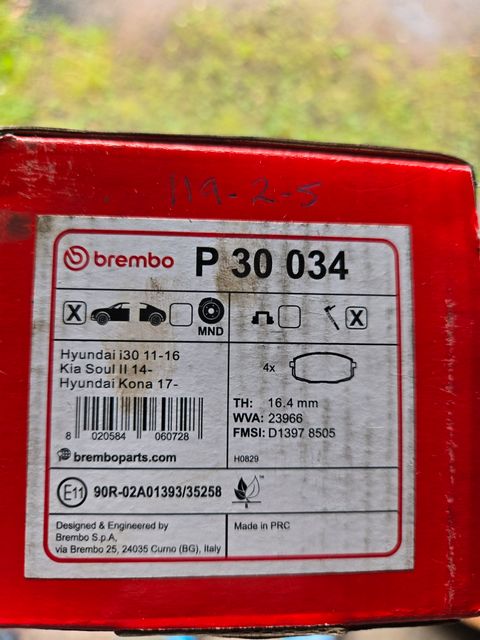 119-2-5
brembo P 30 034
X
MND
X
Hyundai i30 11-16
Kia Soul II 14-
Hyundai Kona 17-
4x
TH: 16.4 mm
WVA: 23966
FMSI: D1397 8505
8 020584 060728
bremboparts.com
H0829
E11 90R-02A01393/35258
Designed & Engineered by
Brembo S.p.A,
via Brembo 25, 24035 Curno (BG), Italy
Made in PRC